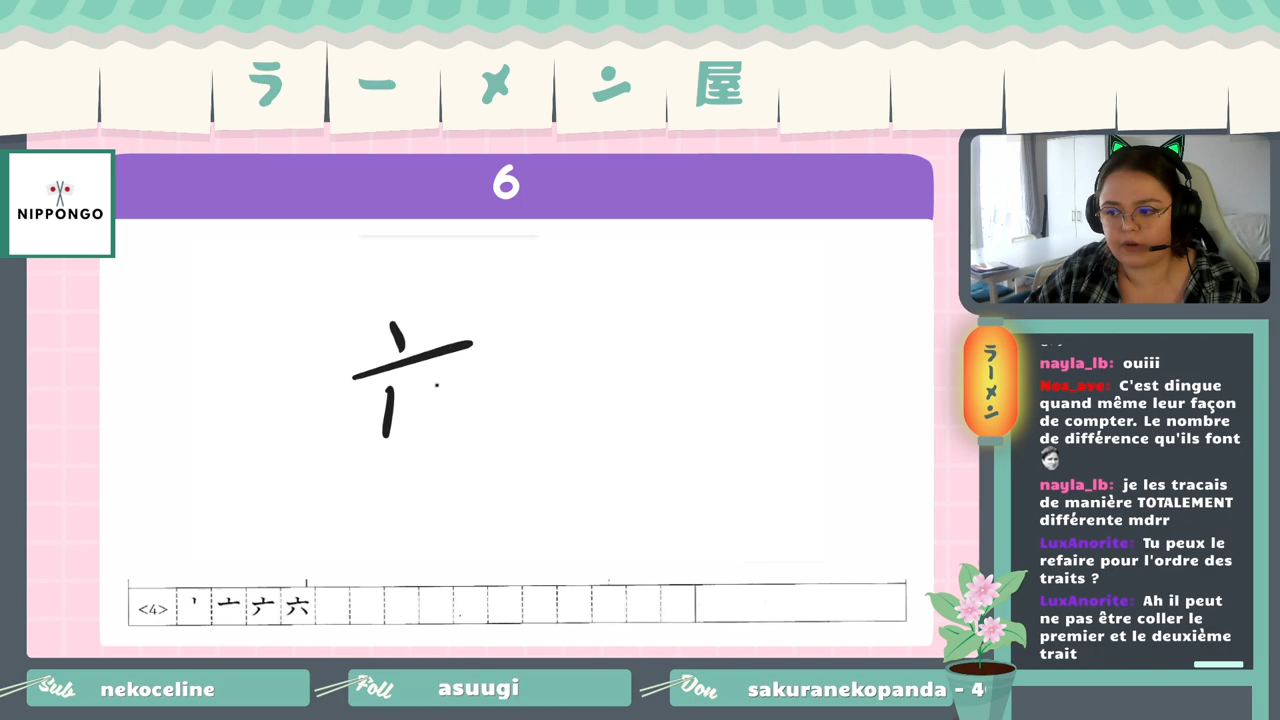 ラーメン屋
NIPPONGO
6
<4> 丶 亠 六 六
ラーメン
nayla_lb: ouiii
Nos_ave: C'est dingue
quand même leur façon
de compter. Le nombre
de différence qu'ils font
nayla_lb: je les tracais
de manière TOTALEMENT
différente mdrr
LuxAnorite: Tu peux le
refaire pour l'ordre des
traits ?
LuxAnorite: Ah il peut
ne pas être coller le
premier et le deuxième
trait
Sub nekoceline
Foll asuugi
Don sakuranekopanda - 4